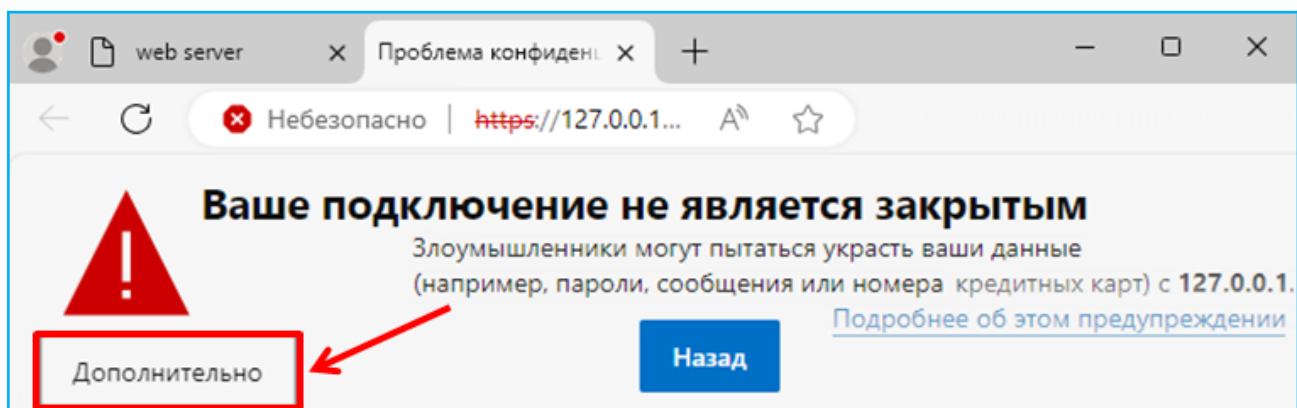 web server
Проблема конфиденц
Небезопасно | https://127.0.0.1...
Ваше подключение не является закрытым
Злоумышленники могут пытаться украсть ваши данные
(например, пароли, сообщения или номера кредитных карт) с 127.0.0.1.
Подробнее об этом предупреждении
Дополнительно
Назад